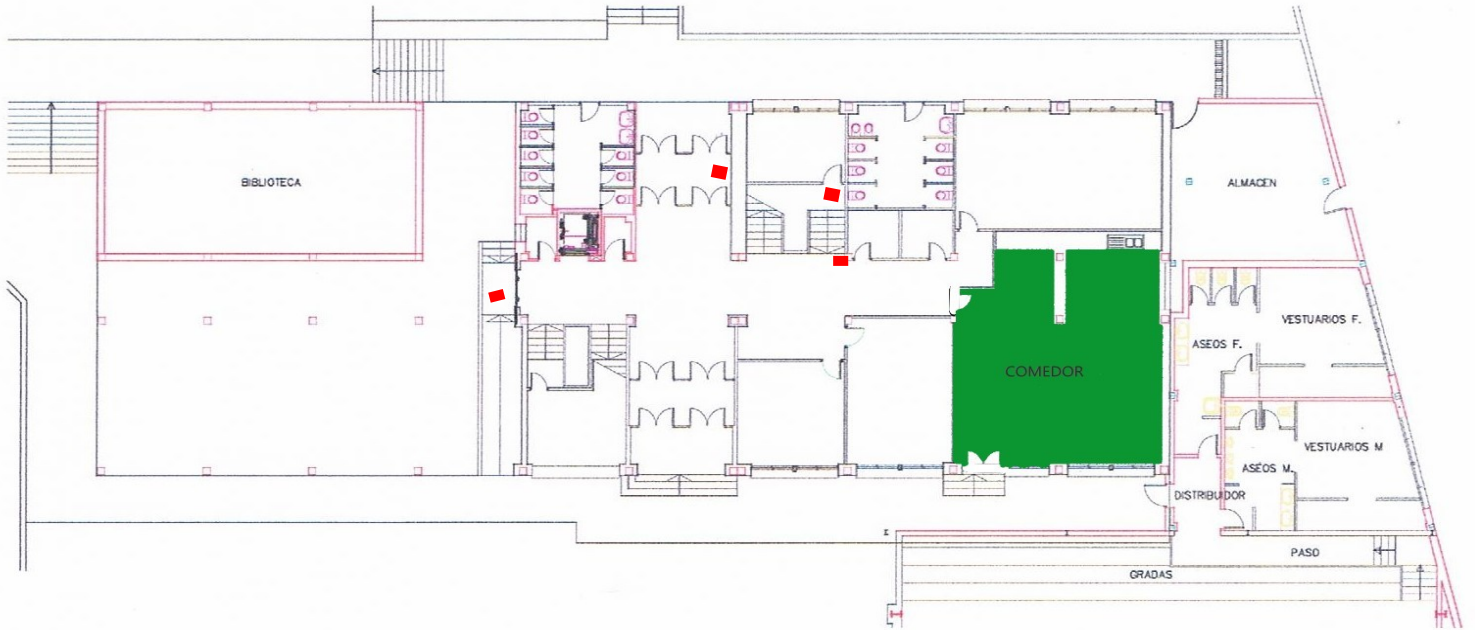 BIBLIOTECA
ALMACEN
VESTUARIOS F.
ASEOS F.
COMEDOR
VESTUARIOS M
ASEOS M.
DISTRIBUIDOR
PASO
GRADAS